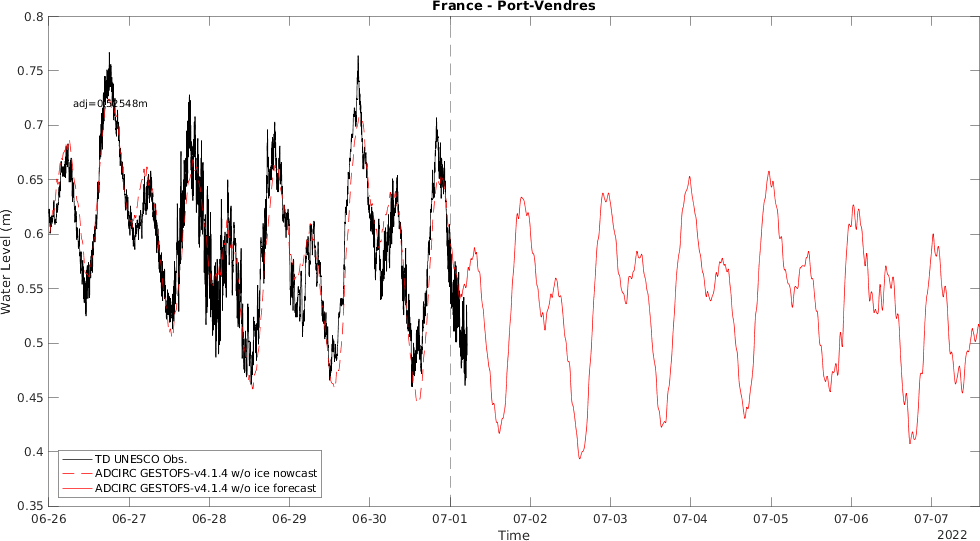 France - Port-Vendres
0.8
0.75
0.7
0.65
0.6
0.55
0.5
0.45
0.4
0.35
Water Level (m)
adj=0.52548m
TD UNESCO Obs.
ADCIRC GESTOFS-v4.1.4 w/o ice nowcast
ADCIRC GESTOFS-v4.1.4 w/o ice forecast
06-26 06-27 06-28 06-29 06-30 07-01 07-02 07-03 07-04 07-05 07-06 07-07
Time
2022